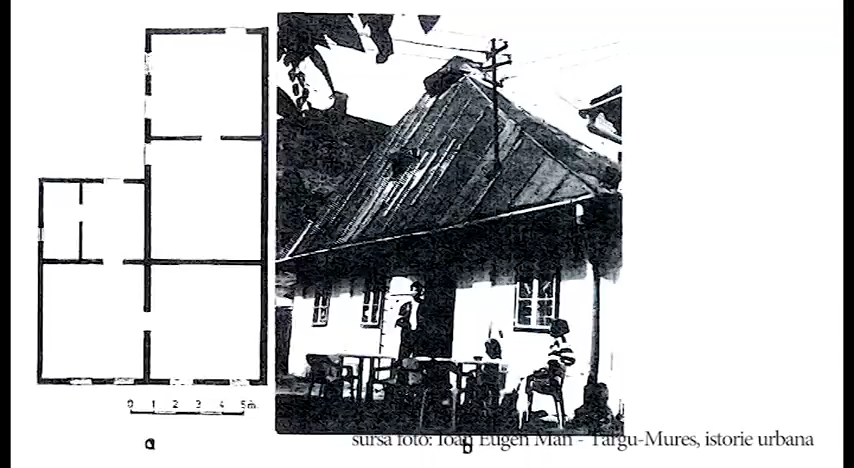 0 1 2 3 4 5m.
a
b
sursa foto: Ioan Eugen Man - Targu-Mures, istorie urbana